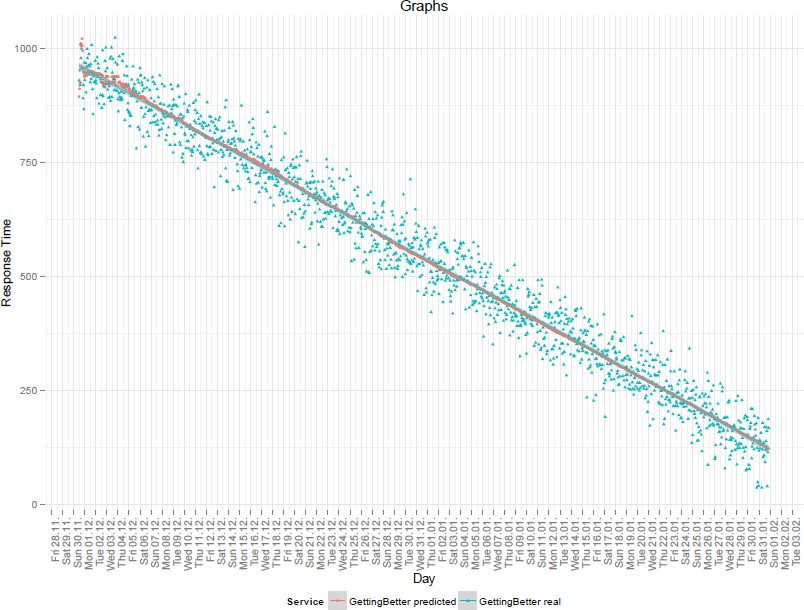 Graphs
1000
750
500
250
0
Response Time
Fri 28.11.
Sat 29.11.
Sun 30.11.
Mon 01.12.
Tue 02.12.
Wed 03.12.
Thu 04.12.
Fri 05.12.
Sat 06.12.
Sun 07.12.
Mon 08.12.
Tue 09.12.
Wed 10.12.
Thu 11.12.
Fri 12.12.
Sat 13.12.
Sun 14.12.
Mon 15.12.
Tue 16.12.
Wed 17.12.
Thu 18.12.
Fri 19.12.
Sat 20.12.
Sun 21.12.
Mon 22.12.
Tue 23.12.
Wed 24.12.
Thu 25.12.
Fri 26.12.
Sat 27.12.
Sun 28.12.
Mon 29.12.
Tue 30.12.
Wed 31.12.
Thu 01.01.
Fri 02.01.
Sat 03.01.
Sun 04.01.
Mon 05.01.
Tue 06.01.
Wed 07.01.
Thu 08.01.
Fri 09.01.
Sat 10.01.
Sun 11.01.
Mon 12.01.
Tue 13.01.
Wed 14.01.
Thu 15.01.
Fri 16.01.
Sat 17.01.
Sun 18.01.
Mon 19.01.
Tue 20.01.
Wed 21.01.
Thu 22.01.
Fri 23.01.
Sat 24.01.
Sun 25.01.
Mon 26.01.
Tue 27.01.
Wed 28.01.
Thu 29.01.
Fri 30.01.
Sat 31.01.
Sun 01.02.
Mon 02.02.
Tue 03.02.
Day
Service GettingBetter predicted GettingBetter real